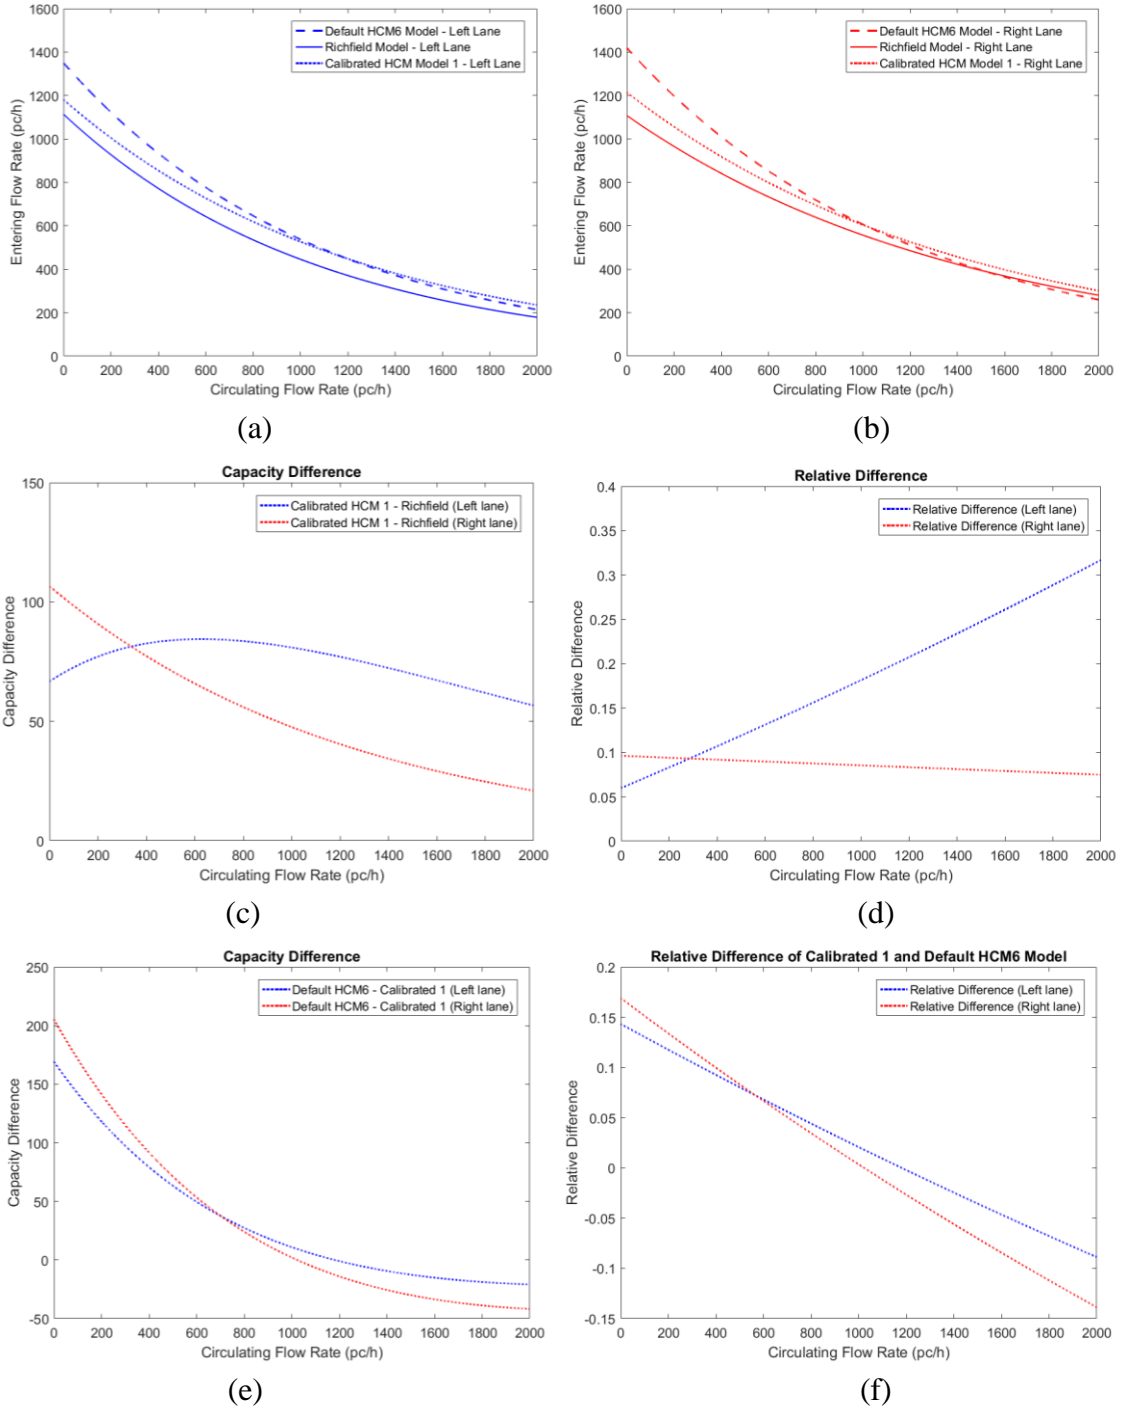 1600
1400
1200
1000
800
600
400
200
0
Entering Flow Rate (pc/h)
Default HCM6 Model - Left Lane
Richfield Model - Left Lane
Calibrated HCM Model 1 - Left Lane
0 200 400 600 800 1000 1200 1400 1600 1800 2000
Circulating Flow Rate (pc/h)
(a)
1600
1400
1200
1000
800
600
400
200
0
Entering Flow Rate (pc/h)
Default HCM6 Model - Right Lane
Richfield Model - Right Lane
Calibrated HCM Model 1 - Right Lane
0 200 400 600 800 1000 1200 1400 1600 1800 2000
Circulating Flow Rate (pc/h)
(b)
Capacity Difference
150
100
50
0
Capacity Difference
Calibrated HCM 1 - Richfield (Left lane)
Calibrated HCM 1 - Richfield (Right lane)
0 200 400 600 800 1000 1200 1400 1600 1800 2000
Circulating Flow Rate (pc/h)
(c)
Relative Difference
0.4
0.35
0.3
0.25
0.2
0.15
0.1
0.05
0
Relative Difference
Relative Difference (Left lane)
Relative Difference (Right lane)
0 200 400 600 800 1000 1200 1400 1600 1800 2000
Circulating Flow Rate (pc/h)
(d)
Capacity Difference
250
200
150
100
50
0
-50
Capacity Difference
Default HCM6 - Calibrated 1 (Left lane)
Default HCM6 - Calibrated 1 (Right lane)
0 200 400 600 800 1000 1200 1400 1600 1800 2000
Circulating Flow Rate (pc/h)
(e)
Relative Difference of Calibrated 1 and Default HCM6 Model
0.2
0.15
0.1
0.05
0
-0.05
-0.1
-0.15
Relative Difference
Relative Difference (Left lane)
Relative Difference (Right lane)
0 200 400 600 800 1000 1200 1400 1600 1800 2000
Circulating Flow Rate (pc/h)
(f)